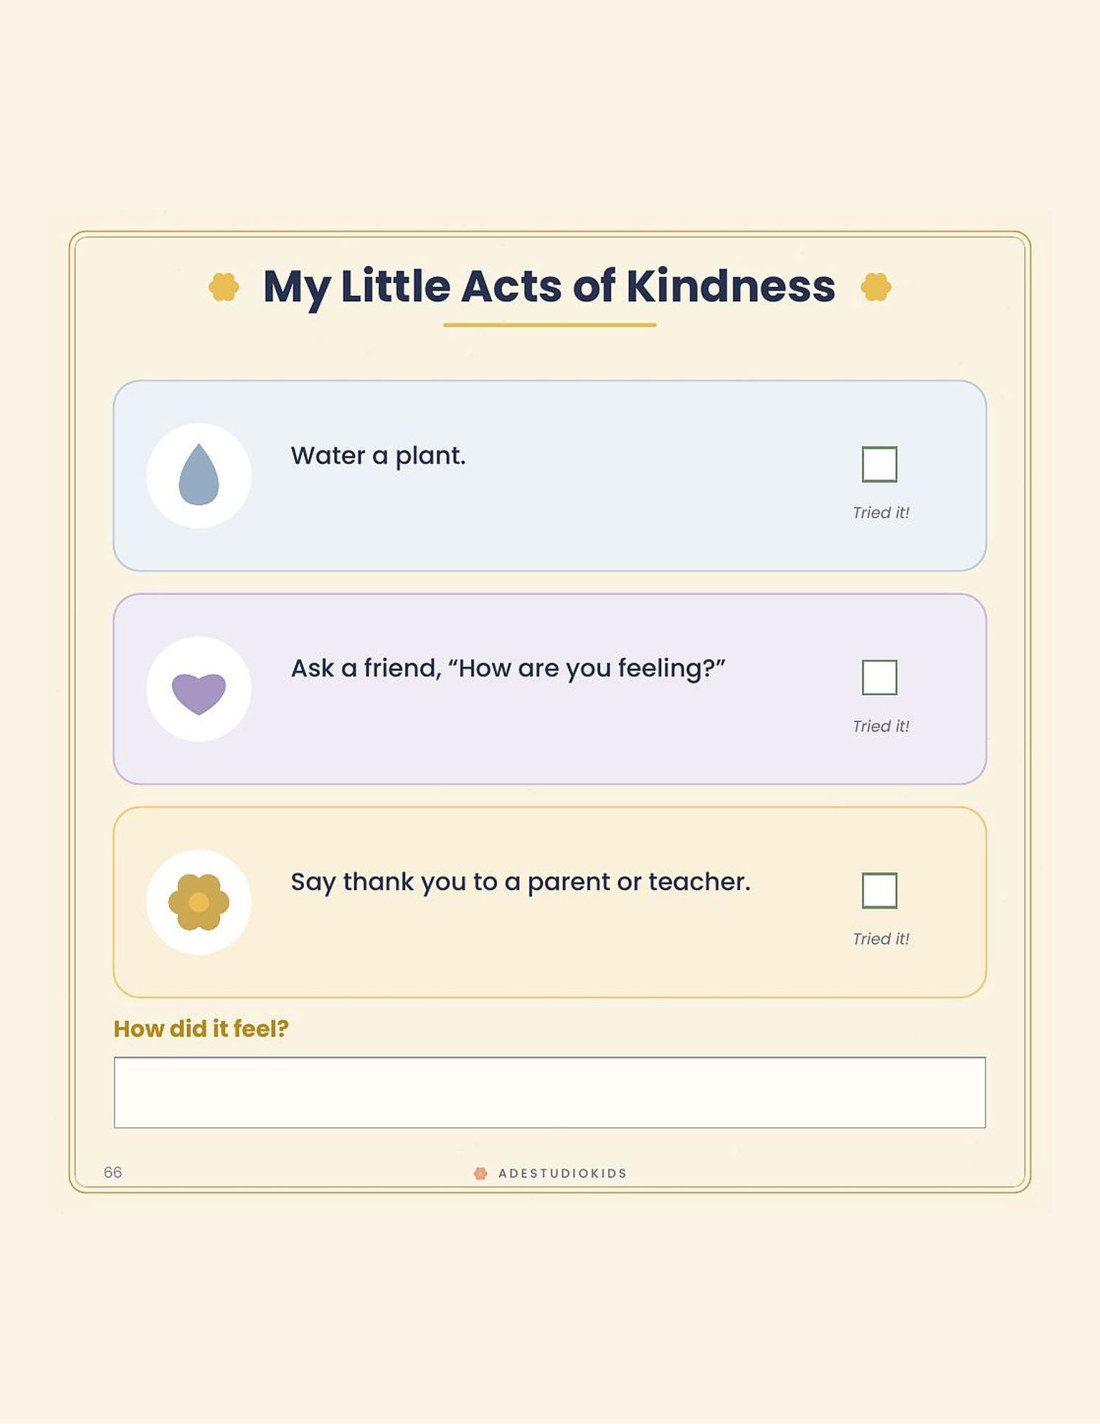 My Little Acts of Kindness
Water a plant.
Tried it!
Ask a friend, “How are you feeling?”
Tried it!
Say thank you to a parent or teacher.
Tried it!
How did it feel?
66
ADESTUDIOKIDS